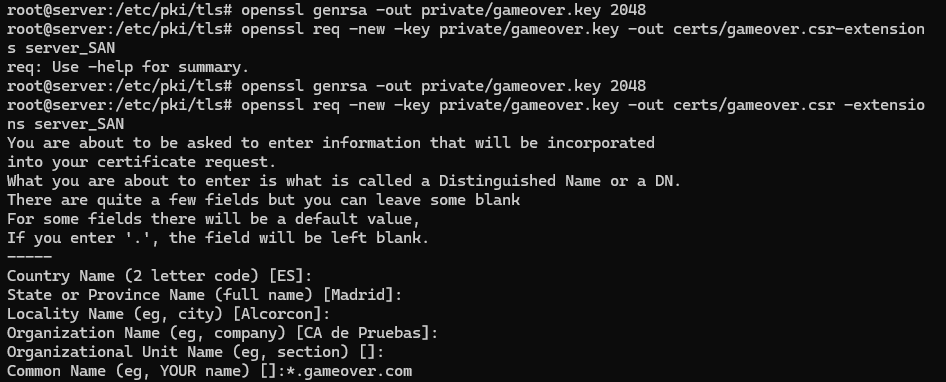 root@server:/etc/pki/tls# openssl genrsa -out private/gameover.key 2048
root@server:/etc/pki/tls# openssl req -new -key private/gameover.key -out certs/gameover.csr-extension
s server_SAN
req: Use -help for summary.
root@server:/etc/pki/tls# openssl genrsa -out private/gameover.key 2048
root@server:/etc/pki/tls# openssl req -new -key private/gameover.key -out certs/gameover.csr -extensio
ns server_SAN
You are about to be asked to enter information that will be incorporated
into your certificate request.
What you are about to enter is what is called a Distinguished Name or a DN.
There are quite a few fields but you can leave some blank
For some fields there will be a default value,
If you enter '.', the field will be left blank.
-----
Country Name (2 letter code) [ES]:
State or Province Name (full name) [Madrid]:
Locality Name (eg, city) [Alcorcon]:
Organization Name (eg, company) [CA de Pruebas]:
Organizational Unit Name (eg, section) []:
Common Name (eg, YOUR name) []:*.gameover.com